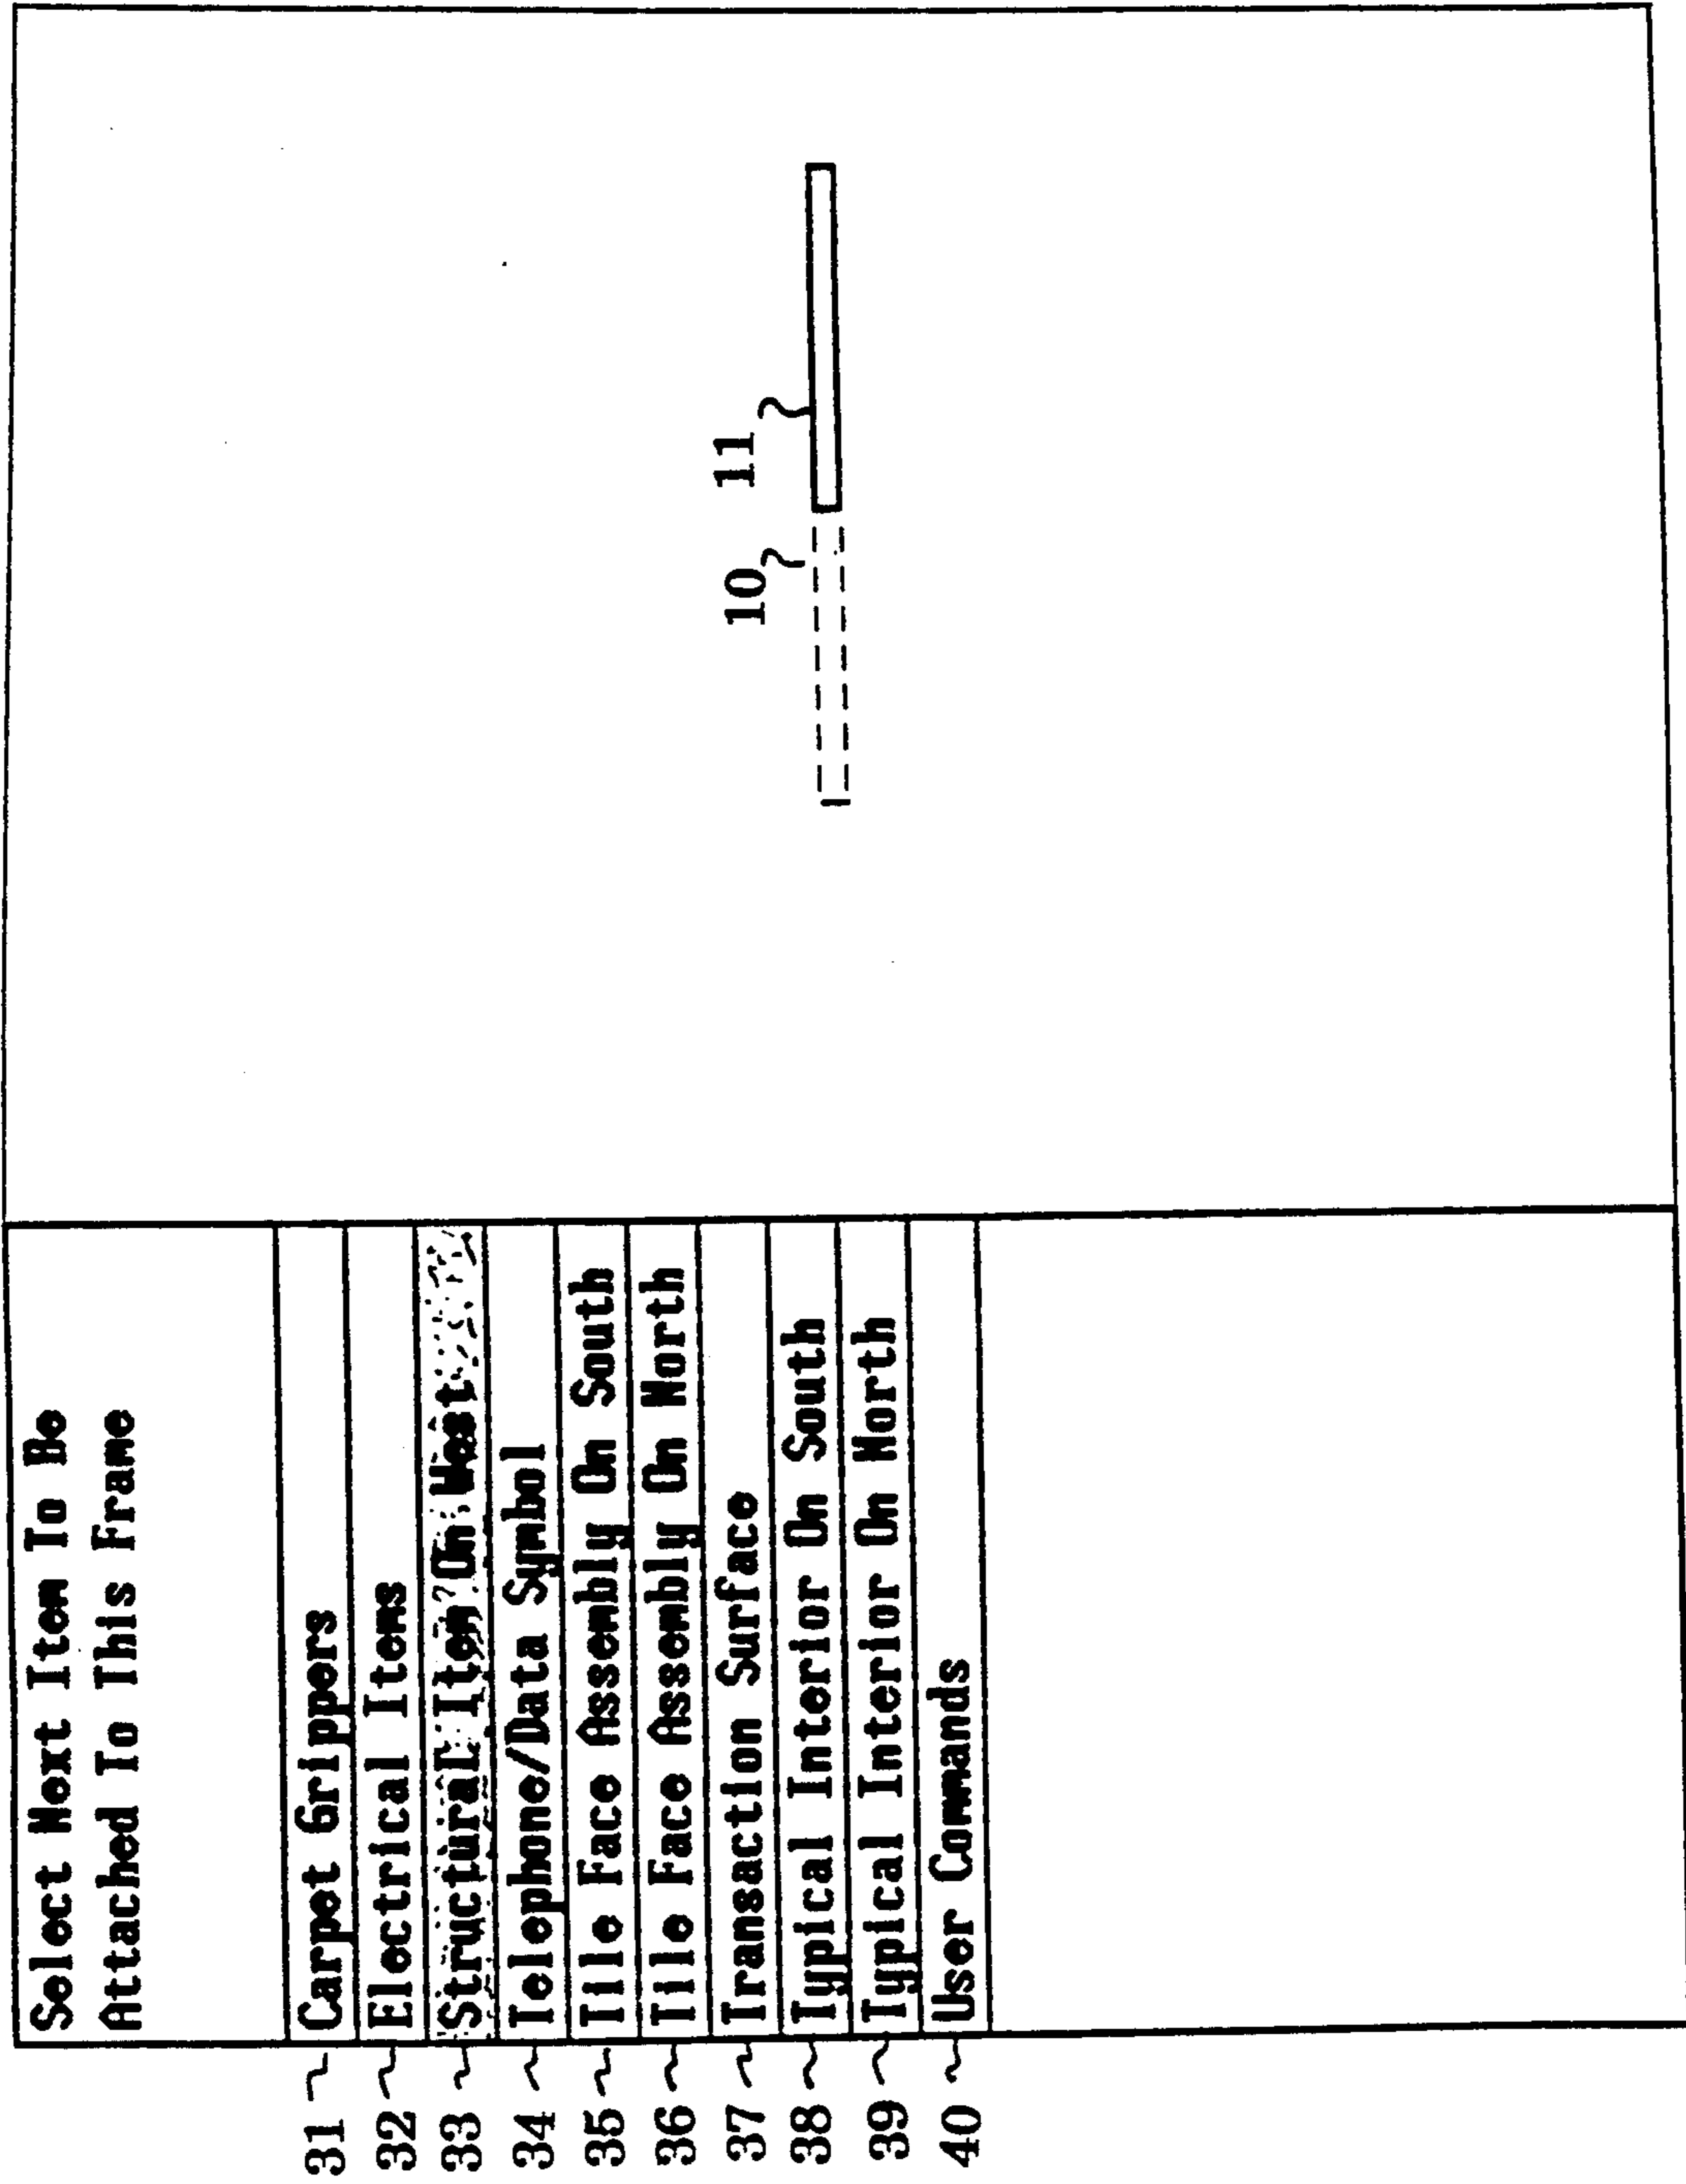 Select Next Item To Be
Attached To This Frame
31 Carpet Grippers
32 Electrical Items
33 Structural Item On West
34 Telephone/Data Symbol
35 Tile Face Assembly On South
36 Tile Face Assembly On North
37 Transaction Surface
38 Typical Interior On South
39 Typical Interior On North
40 User Commands
10
11